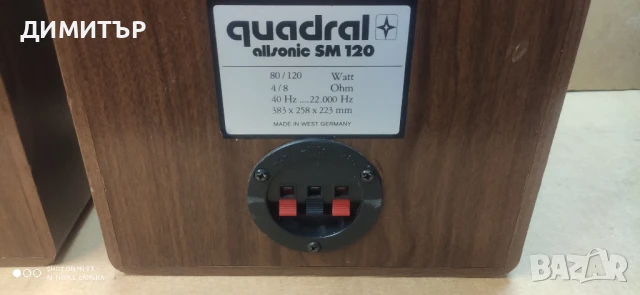 ДИМИТЪР
quadral
allsonic SM 120
80 / 120 Watt
4 / 8 Ohm
40 Hz ....22.000 Hz
383 x 258 x 223 mm
MADE IN WEST GERMANY
BAZAR